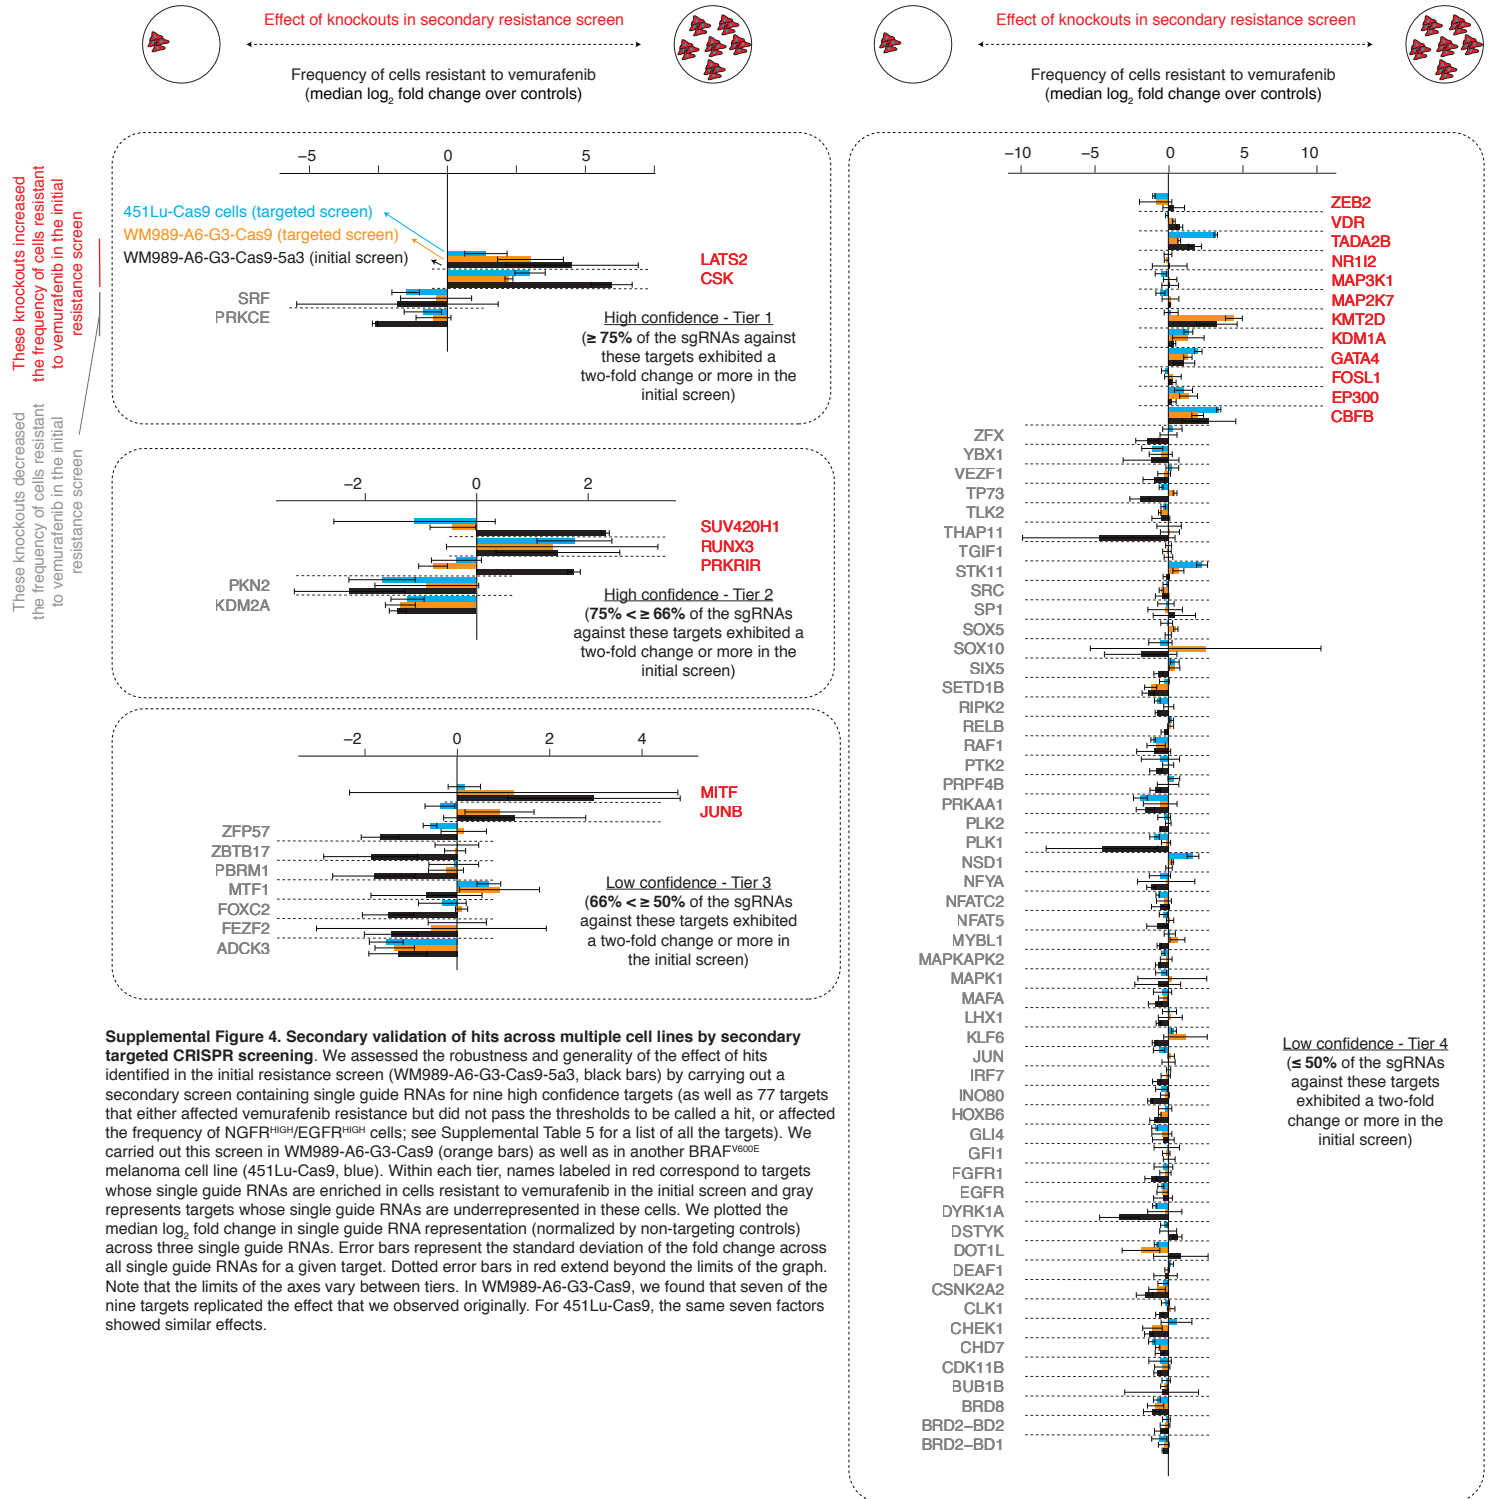 Effect of knockouts in secondary resistance screen
Frequency of cells resistant to vemurafenib
(median log2 fold change over controls)
Effect of knockouts in secondary resistance screen
Frequency of cells resistant to vemurafenib
(median log2 fold change over controls)
These knockouts increased
the frequency of cells resistant
to vemurafenib in the initial
resistance screen
These knockouts decreased
the frequency of cells resistant
to vemurafenib in the initial
resistance screen
−5 0 5
451Lu-Cas9 cells (targeted screen)
WM989-A6-G3-Cas9 (targeted screen)
WM989-A6-G3-Cas9-5a3 (initial screen)
LATS2
CSK
SRF
PRKCE
High confidence - Tier 1
(≥ 75% of the sgRNAs against
these targets exhibited a
two-fold change or more in the
initial screen)
−2 0 2
SUV420H1
RUNX3
PRKRIR
PKN2
KDM2A
High confidence - Tier 2
(75% < ≥ 66% of the sgRNAs
against these targets exhibited a
two-fold change or more in the
initial screen)
−2 0 2 4
MITF
JUNB
ZFP57
ZBTB17
PBRM1
MTF1
FOXC2
FEZF2
ADCK3
Low confidence - Tier 3
(66% < ≥ 50% of the sgRNAs
against these targets exhibited
a two-fold change or more in
the initial screen)
−10 −5 0 5 10
ZEB2
VDR
TADA2B
NR1I2
MAP3K1
MAP2K7
KMT2D
KDM1A
GATA4
FOSL1
EP300
CBFB
ZFX
YBX1
VEZF1
TP73
TLK2
THAP11
TGIF1
STK11
SRC
SP1
SOX5
SOX10
SIX5
SETD1B
RIPK2
RELB
RAF1
PTK2
PRPF4B
PRKAA1
PLK2
PLK1
NSD1
NFYA
NFATC2
NFAT5
MYBL1
MAPKAPK2
MAPK1
MAFA
LHX1
KLF6
JUN
IRF7
INO80
HOXB6
GLI4
GFI1
FGFR1
EGFR
DYRK1A
DSTYK
DOT1L
DEAF1
CSNK2A2
CLK1
CHEK1
CHD7
CDK11B
BUB1B
BRD8
BRD2−BD2
BRD2−BD1
Low confidence - Tier 4
(≤ 50% of the sgRNAs
against these targets
exhibited a two-fold
change or more in the
initial screen)
Supplemental Figure 4. Secondary validation of hits across multiple cell lines by secondary
targeted CRISPR screening. We assessed the robustness and generality of the effect of hits
identified in the initial resistance screen (WM989-A6-G3-Cas9-5a3, black bars) by carrying out a
secondary screen containing single guide RNAs for nine high confidence targets (as well as 77 targets
that either affected vemurafenib resistance but did not pass the thresholds to be called a hit, or affected
the frequency of NGFRHIGH/EGFRHIGH cells; see Supplemental Table 5 for a list of all the targets). We
carried out this screen in WM989-A6-G3-Cas9 (orange bars) as well as in another BRAFV600E
melanoma cell line (451Lu-Cas9, blue). Within each tier, names labeled in red correspond to targets
whose single guide RNAs are enriched in cells resistant to vemurafenib in the initial screen and gray
represents targets whose single guide RNAs are underrepresented in these cells. We plotted the
median log2 fold change in single guide RNA representation (normalized by non-targeting controls)
across three single guide RNAs. Error bars represent the standard deviation of the fold change across
all single guide RNAs for a given target. Dotted error bars in red extend beyond the limits of the graph.
Note that the limits of the axes vary between tiers. In WM989-A6-G3-Cas9, we found that seven of the
nine targets replicated the effect that we observed originally. For 451Lu-Cas9, the same seven factors
showed similar effects.